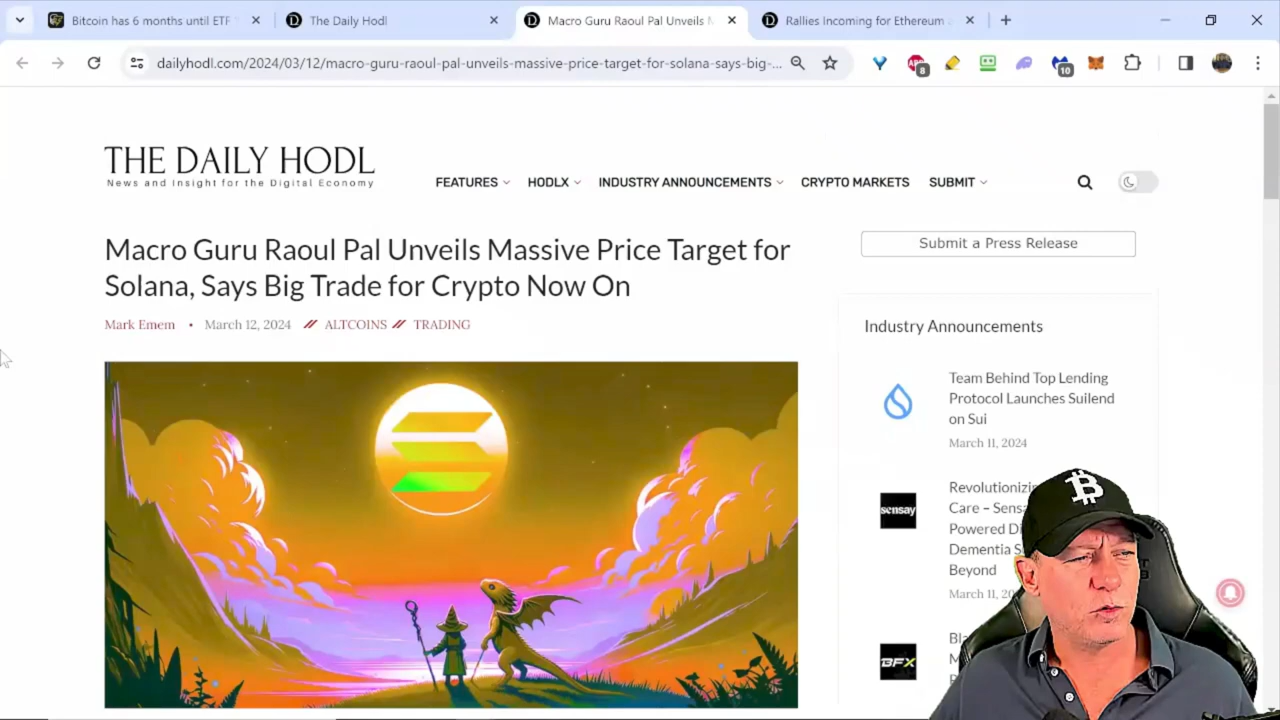 Bitcoin has 6 months until ETF
The Daily Hodl
Macro Guru Raoul Pal Unveils
Rallies Incoming for Ethereum
dailyhodl.com/2024/03/12/macro-guru-raoul-pal-unveils-massive-price-target-for-solana-says-big-...
8
10
THE DAILY HODL
News and Insight for the Digital Economy
FEATURES
HODLX
INDUSTRY ANNOUNCEMENTS
CRYPTO MARKETS
SUBMIT
Macro Guru Raoul Pal Unveils Massive Price Target for
Solana, Says Big Trade for Crypto Now On
Mark Emem • March 12, 2024 // ALTCOINS // TRADING
Submit a Press Release
Industry Announcements
Team Behind Top Lending
Protocol Launches Suilend
on Sui
March 11, 2024
sensay
Care –
Dementia
Beyond
March 11,
BFX